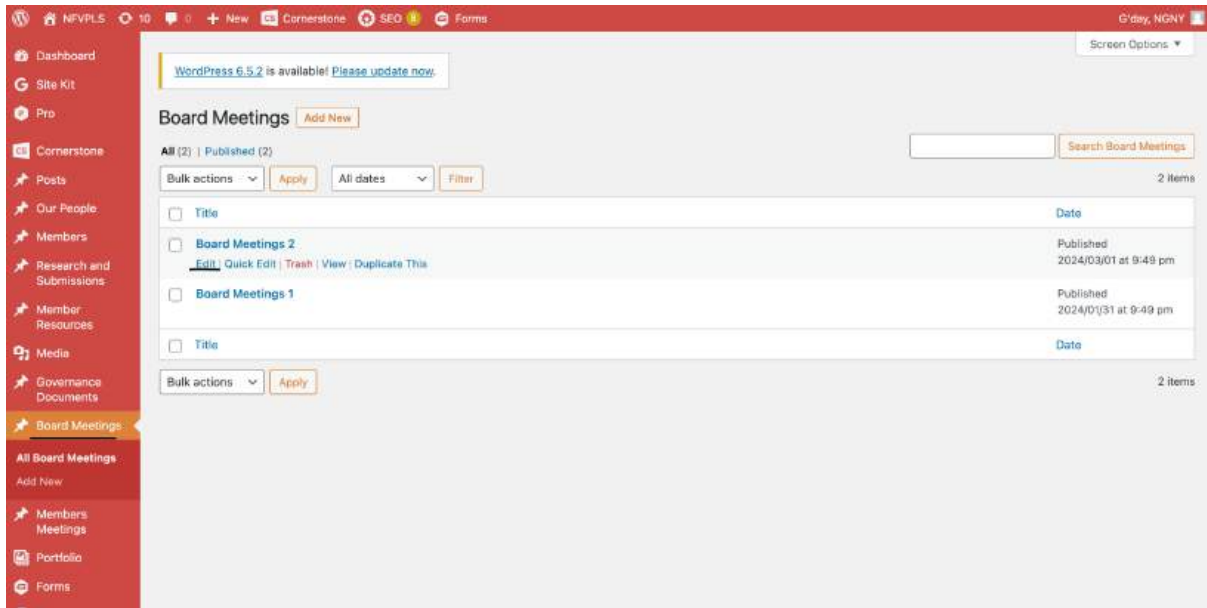 NFVPLS 10 0 + New CS Cornerstone SEO 8 Forms
G'day, NGNY
Screen Options ▼
Dashboard
Site Kit
Pro
CS Cornerstone
Posts
Our People
Members
Research and
Submissions
Member
Resources
Media
Governance
Documents
Board Meetings
All Board Meetings
Add New
Members
Meetings
Portfolio
Forms
WordPress 6.5.2 is available! Please update now.
Board Meetings Add New
All (2) | Published (2)
Search Board Meetings
Bulk actions Apply All dates Filter
2 items
Title Date
Board Meetings 2 Published
Edit | Quick Edit | Trash | View | Duplicate This 2024/03/01 at 9:49 pm
Board Meetings 1 Published
2024/01/31 at 9:49 pm
Title Date
Bulk actions Apply
2 items